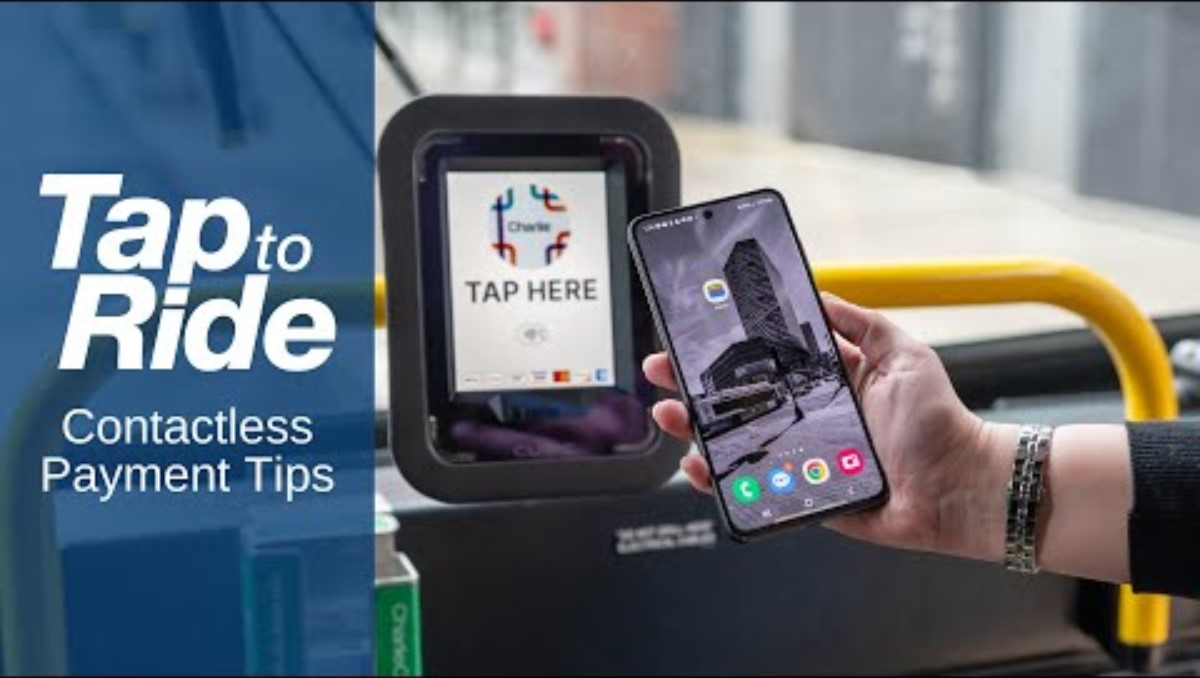 Tap to
Ride
Contactless
Payment Tips
Charlie
TAP HERE